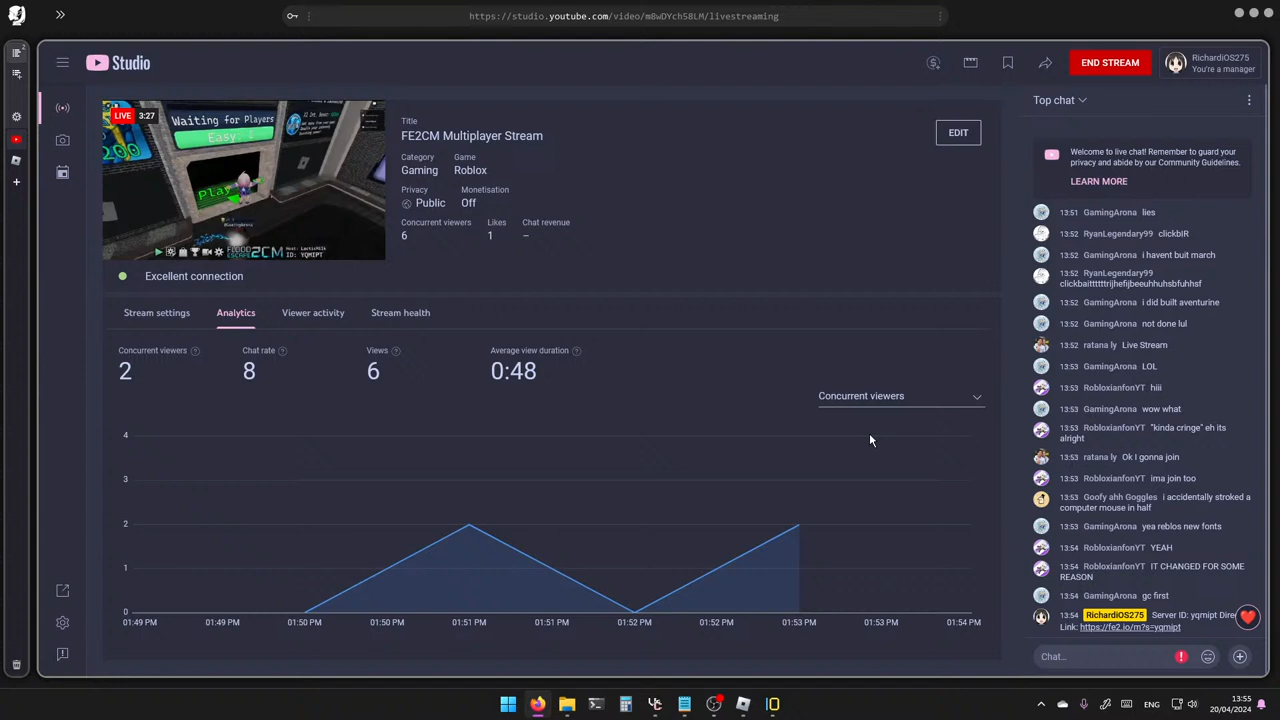 https://studio.youtube.com/video/m8wDYch58LM/livestreaming
2
Studio
END STREAM
RichardiOS275
You're a manager
LIVE 3:27
Waiting for Players
Easy
Play
ID: YQMIPT
Title
FE2CM Multiplayer Stream
EDIT
Category
Game
Gaming
Roblox
Privacy
Monetisation
Public
Off
Concurrent viewers
Likes
Chat revenue
6
1
–
Excellent connection
Stream settings
Analytics
Viewer activity
Stream health
Concurrent viewers
Chat rate
Views
Average view duration
2
8
6
0:48
Concurrent viewers
4
3
2
1
0
01:49 PM
01:49 PM
01:50 PM
01:50 PM
01:51 PM
01:51 PM
01:52 PM
01:52 PM
01:53 PM
01:53 PM
01:54 PM
Top chat
Welcome to live chat! Remember to guard your
privacy and abide by our Community Guidelines.
LEARN MORE
13:51 GamingArona lies
13:52 RyanLegendary99 clickbIR
13:52 GamingArona i havent buit march
13:52 RyanLegendary99
clickbaittttttrijhefijbeeuhhuhsbfuhhsf
13:52 GamingArona i did built aventurine
13:52 GamingArona not done lul
13:52 ratana ly Live Stream
13:53 GamingArona LOL
13:53 RobloxianfonYT hiii
13:53 GamingArona wow what
13:53 RobloxianfonYT "kinda cringe" eh its
alright
13:53 ratana ly Ok I gonna join
13:53 RobloxianfonYT ima join too
13:53 Goofy ahh Goggles i accidentally stroked a
computer mouse in half
13:53 GamingArona yea reblos new fonts
13:54 RobloxianfonYT YEAH
13:54 RobloxianfonYT IT CHANGED FOR SOME
REASON
13:54 GamingArona gc first
13:54 RichardiOS275 Server ID: yqmipt Dire
Link: https://fe2.io/m?s=yqmipt
Chat...
ENG
13:55
20/04/2024